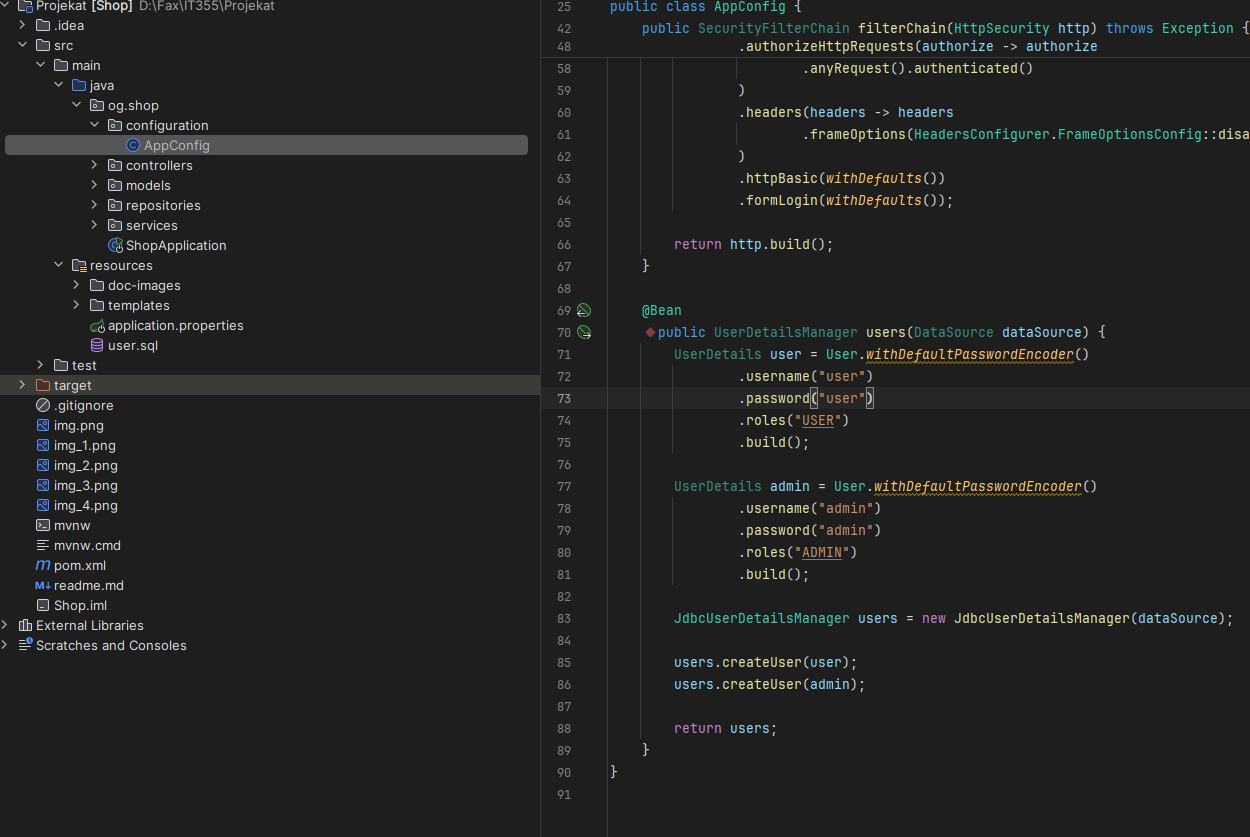 Projekat [Shop] D:\Fax\IT355\Projekat
.idea
src
main
java
og.shop
configuration
AppConfig
controllers
models
repositories
services
ShopApplication
resources
doc-images
templates
application.properties
user.sql
test
target
.gitignore
img.png
img_1.png
img_2.png
img_3.png
img_4.png
mvnw
mvnw.cmd
pom.xml
readme.md
Shop.iml
External Libraries
Scratches and Consoles
25 public class AppConfig {
42 public SecurityFilterChain filterChain(HttpSecurity http) throws Exception {
48 .authorizeHttpRequests(authorize -> authorize
58 .anyRequest().authenticated()
59 )
60 .headers(headers -> headers
61 .frameOptions(HeadersConfigurer.FrameOptionsConfig::disa
62 )
63 .httpBasic(withDefaults())
64 .formLogin(withDefaults());
65
66 return http.build();
67 }
68
69 @Bean
70 public UserDetailsManager users(DataSource dataSource) {
71 UserDetails user = User.withDefaultPasswordEncoder()
72 .username("user")
73 .password("user")
74 .roles("USER")
75 .build();
76
77 UserDetails admin = User.withDefaultPasswordEncoder()
78 .username("admin")
79 .password("admin")
80 .roles("ADMIN")
81 .build();
82
83 JdbcUserDetailsManager users = new JdbcUserDetailsManager(dataSource);
84
85 users.createUser(user);
86 users.createUser(admin);
87
88 return users;
89 }
90 }
91